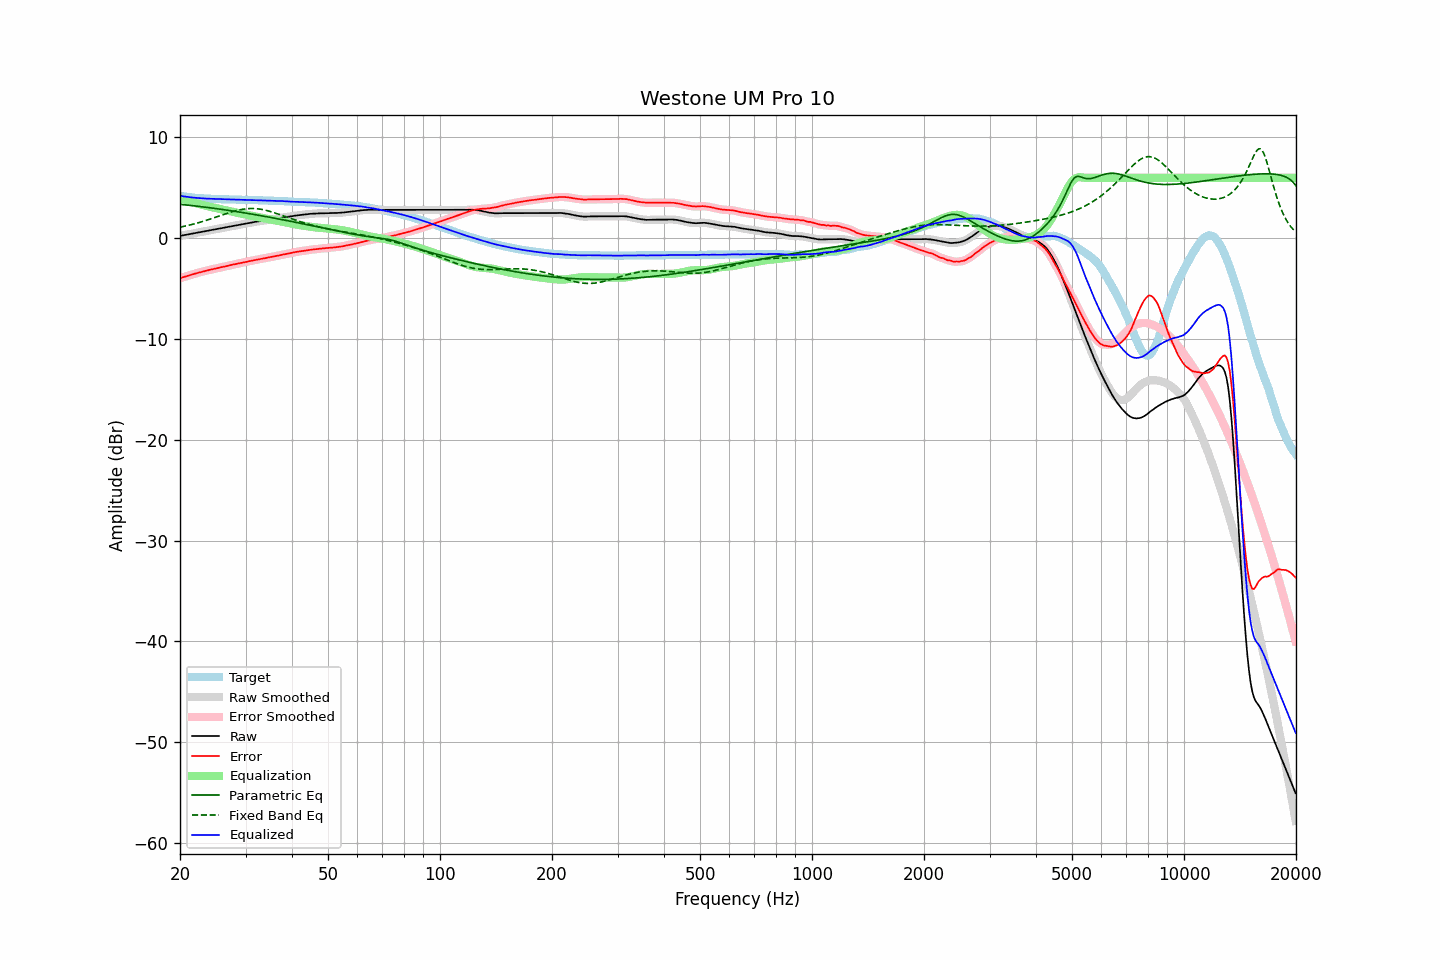 Westone UM Pro 10
10
0
−10
−20
−30
−40
−50
−60
Amplitude (dBr)
Target
Raw Smoothed
Error Smoothed
Raw
Error
Equalization
Parametric Eq
Fixed Band Eq
Equalized
20
50
100
200
500
1000
2000
5000
10000
20000
Frequency (Hz)